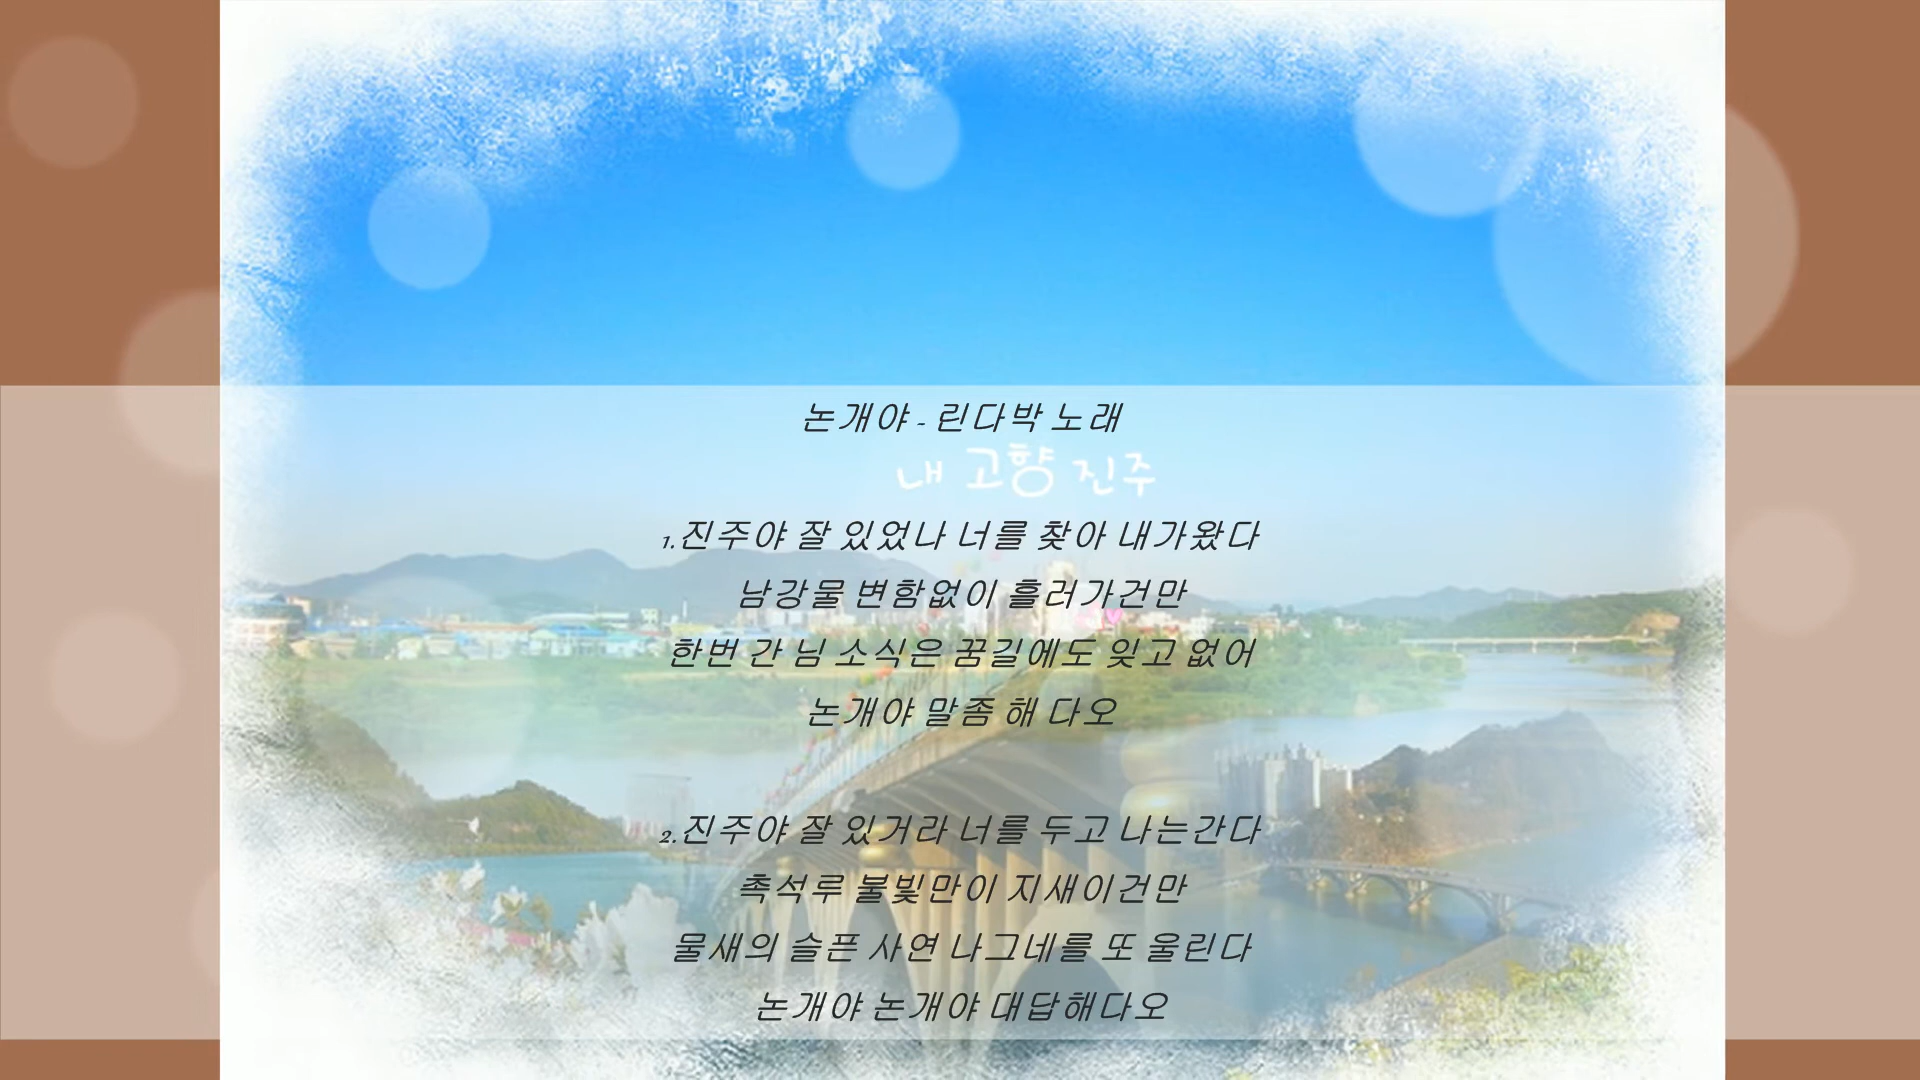 논개야 - 린다박 노래
내 고향 진주
1.진주야 잘 있었나 너를 찾아 내가왔다
남강물 변함없이 흘러가건만
한번 간 님 소식은 꿈길에도 잊고 없어
논개야 말좀 해 다오
2.진주야 잘 있거라 너를 두고 나는간다
촉석루 불빛만이 지새이건만
물새의 슬픈 사연 나그네를 또 울린다
논개야 논개야 대답해다오